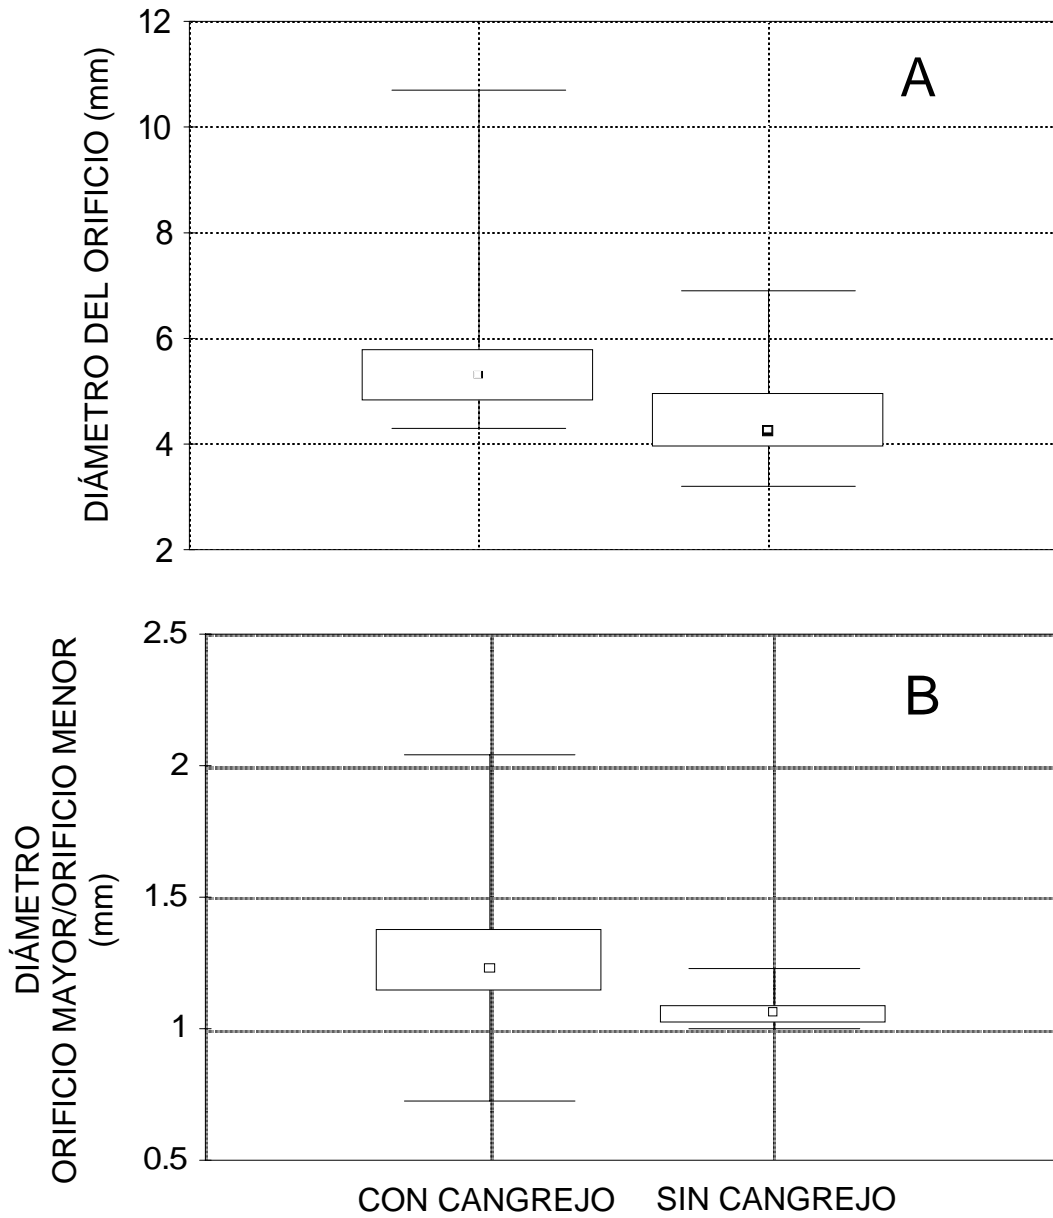 12
10
8
6
4
2
DIÁMETRO DEL ORIFICIO (mm)
A
2.5
2
1.5
1
0.5
DIÁMETRO
ORIFICIO MAYOR/ORIFICIO MENOR
(mm)
B
CON CANGREJO SIN CANGREJO